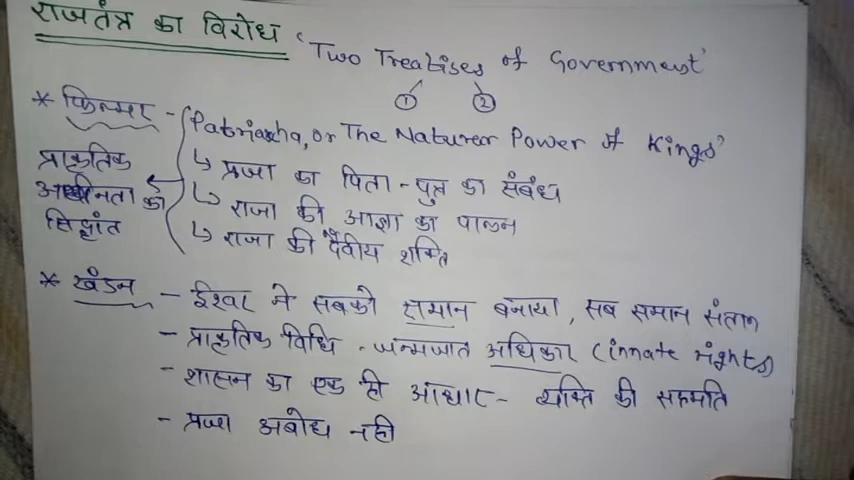 राजतंत्र का विरोध
'Two Treatises of Government'
① ②
* फिल्मर - Patriarcha, or The Naturer Power of Kings'
प्राकृतिक
अधीनता का
सिद्धांत
↳ प्रजा का पिता-पुत्र का संबंध
↳ राजा की आज्ञा का पालन
↳ राजा की दैवीय शक्ति
* खंडन - ईश्वर ने सबको समान बनाया, सब समान संतान
- प्राकृतिक विधि - जन्मजात अधिकार (innate rights)
- शासन का एक ही आधार - व्यक्ति की सहमति
- प्रजा अबोध नही